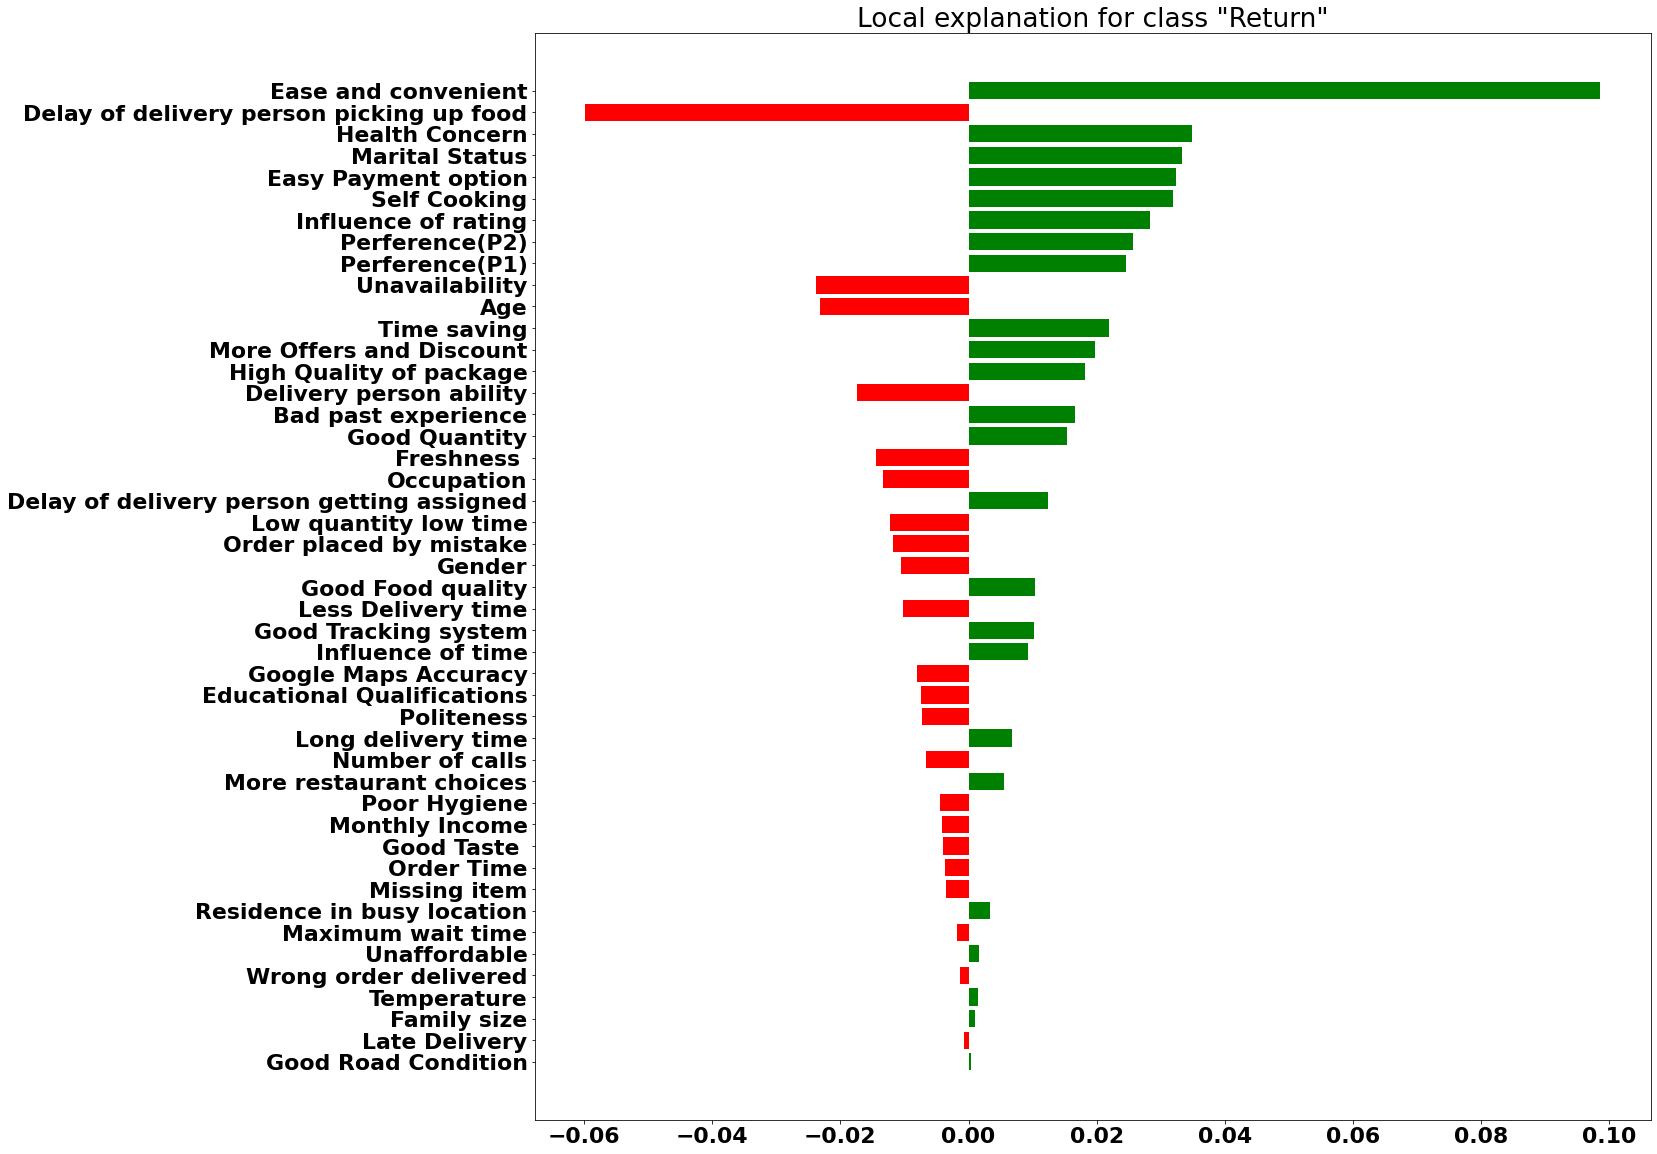 Local explanation for class "Return"
Ease and convenient
Delay of delivery person picking up food
Health Concern
Marital Status
Easy Payment option
Self Cooking
Influence of rating
Perference(P2)
Perference(P1)
Unavailability
Age
Time saving
More Offers and Discount
High Quality of package
Delivery person ability
Bad past experience
Good Quantity
Freshness
Occupation
Delay of delivery person getting assigned
Low quantity low time
Order placed by mistake
Gender
Good Food quality
Less Delivery time
Good Tracking system
Influence of time
Google Maps Accuracy
Educational Qualifications
Politeness
Long delivery time
Number of calls
More restaurant choices
Poor Hygiene
Monthly Income
Good Taste
Order Time
Missing item
Residence in busy location
Maximum wait time
Unaffordable
Wrong order delivered
Temperature
Family size
Late Delivery
Good Road Condition
−0.06 −0.04 −0.02 0.00 0.02 0.04 0.06 0.08 0.10